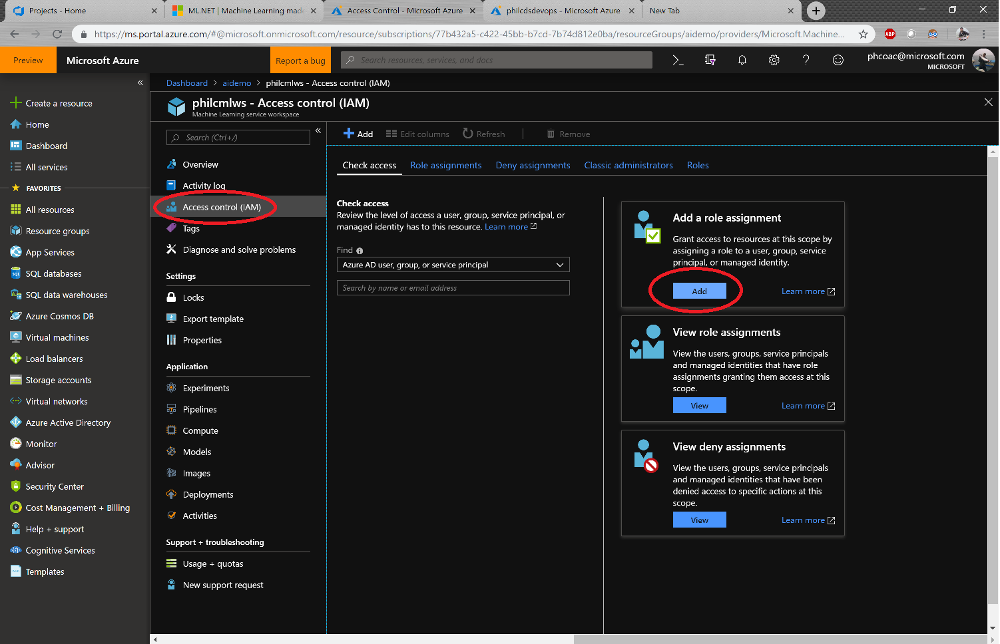 Projects - Home
ML.NET | Machine Learning made
Access Control - Microsoft Azure
philcdsdevops - Microsoft Azure
New Tab
https://ms.portal.azure.com/#@microsoft.onmicrosoft.com/resource/subscriptions/77b432a5-c422-45bb-b7cd-7b74d812e0ba/resourceGroups/aidemo/providers/Microsoft.Machine...
ABP
Preview
Microsoft Azure
Report a bug
Search resources, services, and docs
phcoac@microsoft.com
MICROSOFT
Create a resource
Home
Dashboard
All services
FAVORITES
All resources
Resource groups
App Services
SQL databases
SQL data warehouses
Azure Cosmos DB
Virtual machines
Load balancers
Storage accounts
Virtual networks
Azure Active Directory
Monitor
Advisor
Security Center
Cost Management + Billing
Help + support
Cognitive Services
Templates
Dashboard > aidemo > philcmlws - Access control (IAM)
philcmlws - Access control (IAM)
Machine Learning service workspace
Search (Ctrl+/)
Overview
Activity log
Access control (IAM)
Tags
Diagnose and solve problems
Settings
Locks
Export template
Properties
Application
Experiments
Pipelines
Compute
Models
Images
Deployments
Activities
Support + troubleshooting
Usage + quotas
New support request
Add
Edit columns
Refresh
Remove
Check access
Role assignments
Deny assignments
Classic administrators
Roles
Check access
Review the level of access a user, group, service principal, or
managed identity has to this resource. Learn more
Find
Azure AD user, group, or service principal
Search by name or email address
Add a role assignment
Grant access to resources at this scope by
assigning a role to a user, group, service
principal, or managed identity.
Add
Learn more
View role assignments
View the users, groups, service principals
and managed identities that have role
assignments granting them access at this
scope.
View
Learn more
View deny assignments
View the users, groups, service principals
and managed identities that have been
denied access to specific actions at this
scope.
View
Learn more